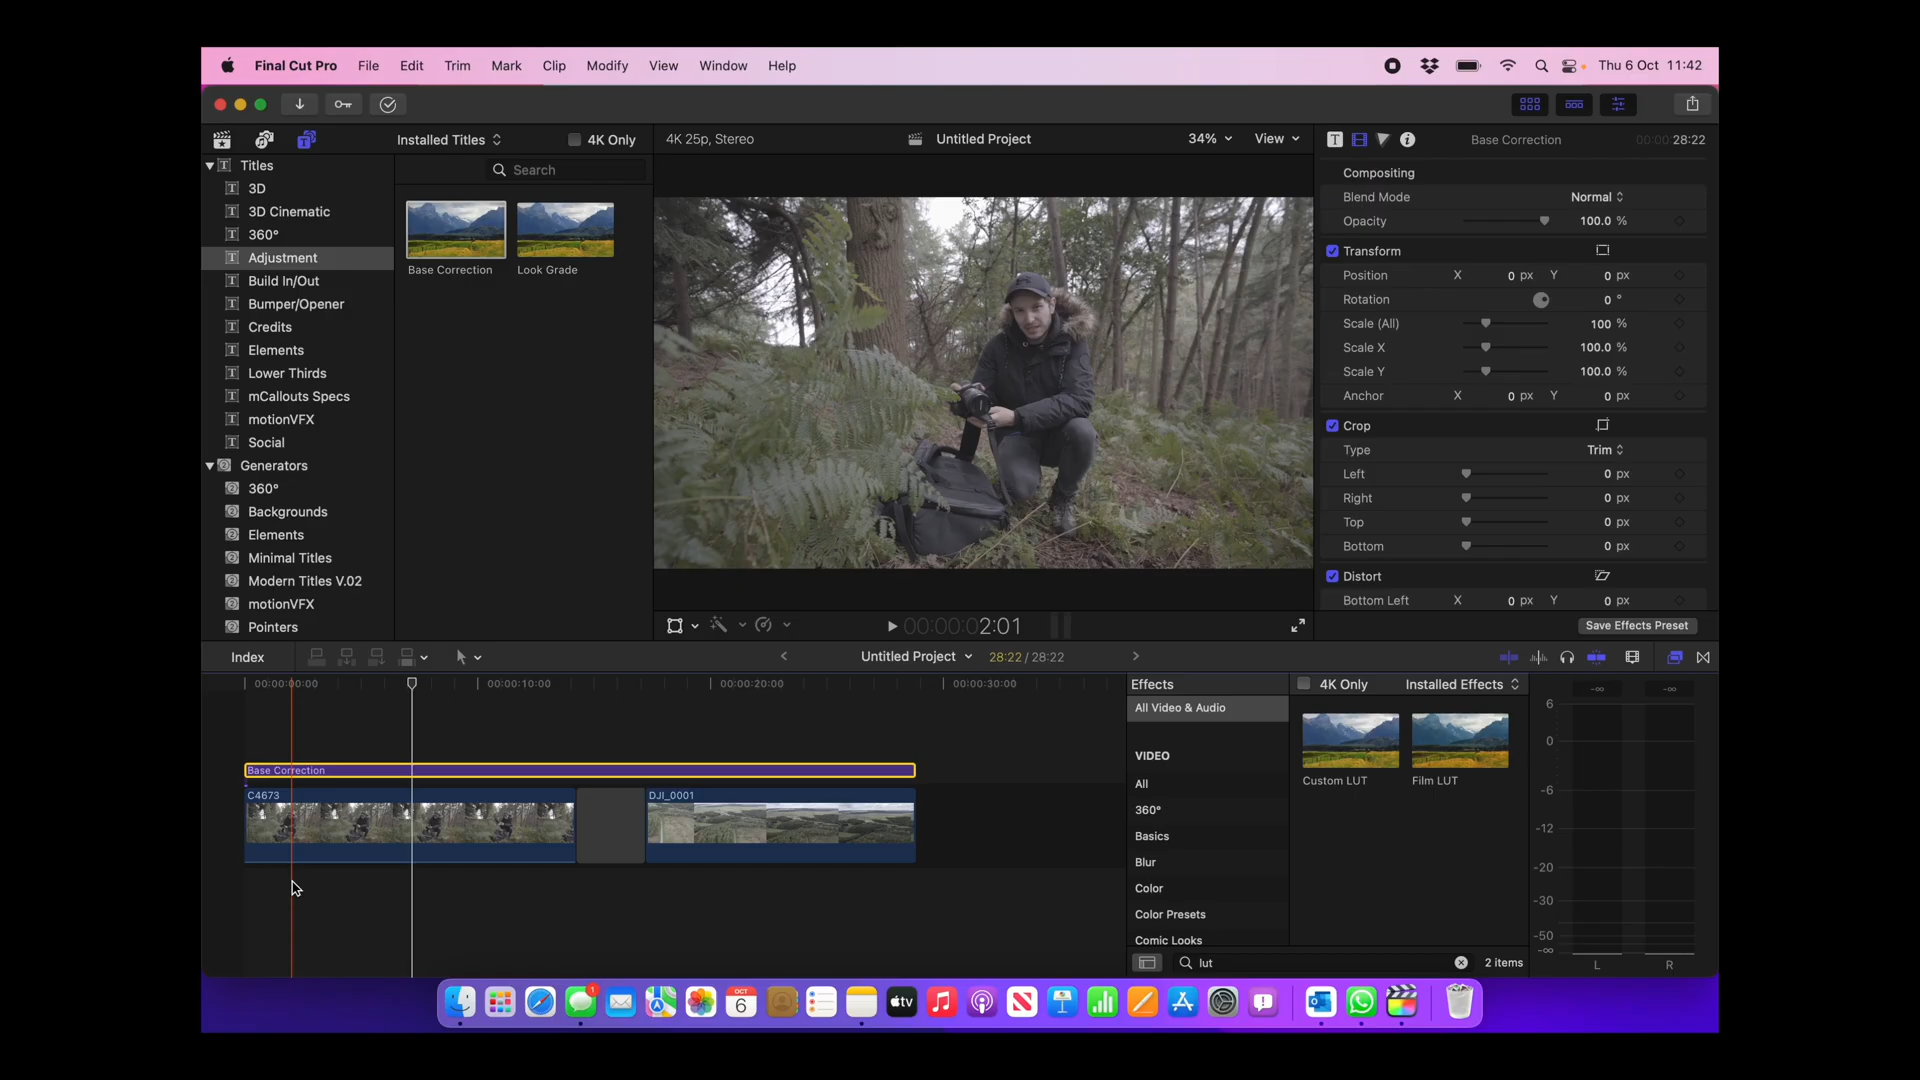 Final Cut Pro File Edit Trim Mark Clip Modify View Window Help Thu 6 Oct 11:42
Installed Titles 4K Only 4K 25p, Stereo Untitled Project 34% View Base Correction 00:00:28:22
Titles
3D
3D Cinematic
360°
Adjustment
Build In/Out
Bumper/Opener
Credits
Elements
Lower Thirds
mCallouts Specs
motionVFX
Social
Generators
360°
Backgrounds
Elements
Minimal Titles
Modern Titles V.02
motionVFX
Pointers
Search
Base Correction Look Grade
Compositing
Blend Mode Normal
Opacity 100.0 %
Transform
Position X 0 px Y 0 px
Rotation 0 °
Scale (All) 100 %
Scale X 100.0 %
Scale Y 100.0 %
Anchor X 0 px Y 0 px
Crop
Type Trim
Left 0 px
Right 0 px
Top 0 px
Bottom 0 px
Distort
Bottom Left X 0 px Y 0 px
00:00:02:01
Save Effects Preset
Index Untitled Project 28:22 / 28:22
00:00:00:00 00:00:10:00 00:00:20:00 00:00:30:00
Base Correction
C4673 DJI_0001
Effects 4K Only Installed Effects
All Video & Audio
VIDEO
All
360°
Basics
Blur
Color
Color Presets
Comic Looks
Custom LUT Film LUT
lut 2 items
-∞ -∞
6
0
-6
-12
-20
-30
-50
-∞
L R
1
OCT
6
tv